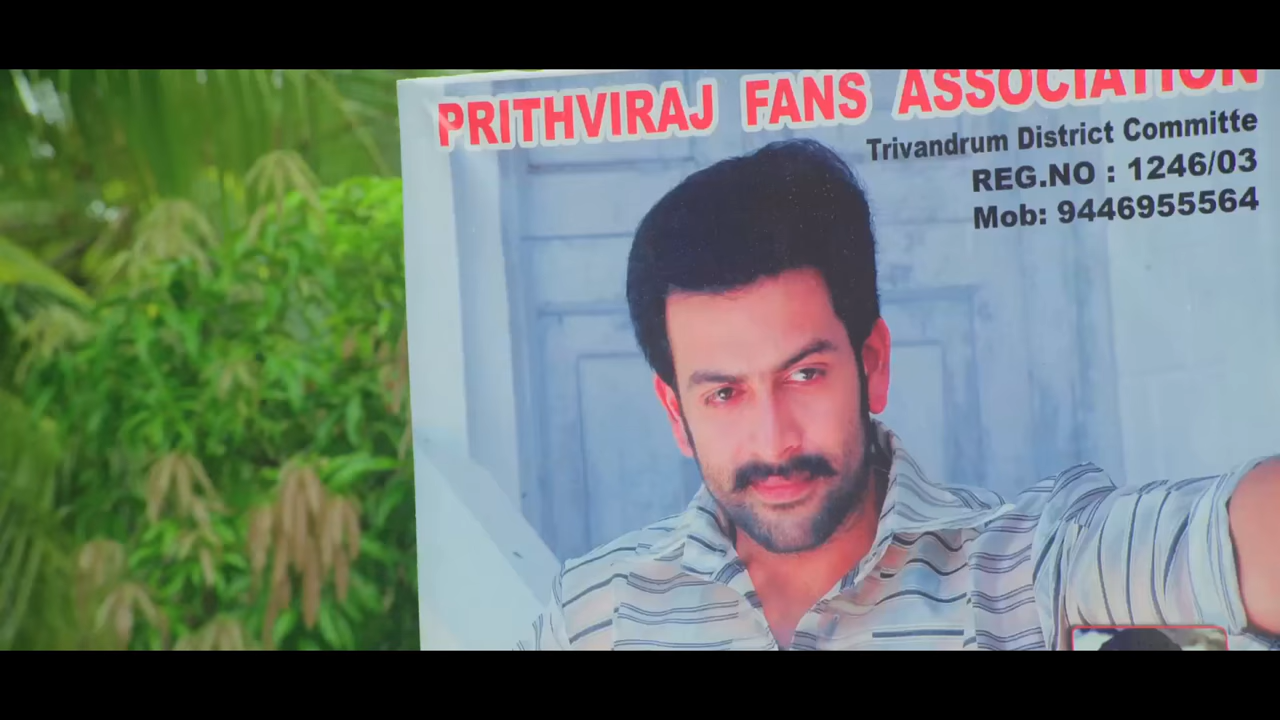 PRITHVIRAJ FANS ASSOCIATION
Trivandrum District Committe
REG.NO : 1246/03
Mob: 9446955564